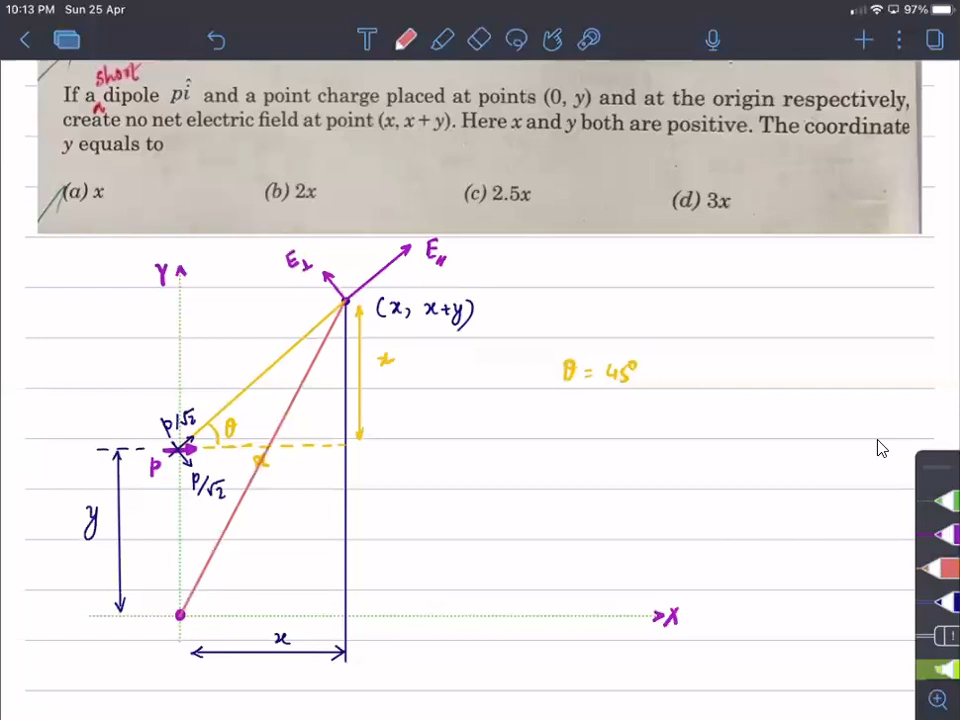 10:13 PM Sun 25 Apr
97%
short
If a dipole pî and a point charge placed at points (0, y) and at the origin respectively,
create no net electric field at point (x, x + y). Here x and y both are positive. The coordinate
y equals to
(a) x (b) 2x (c) 2.5x (d) 3x
Y
E⊥
E||
(x, x+y)
x
θ = 45°
p/√2
θ
p
x
p/√2
y
X
x